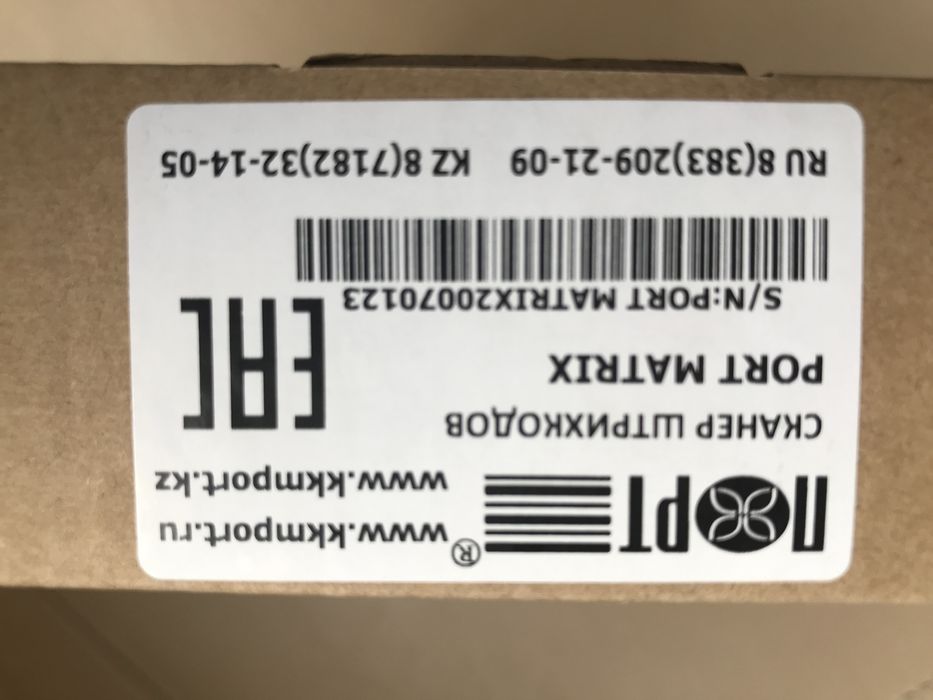 ПОРТ ® www.kkmport.ru
www.kkmport.kz
СКАНЕР ШТРИХКОДОВ
PORT MATRIX
EAC
S/N:PORT MATRIX20070123
RU 8(383)209-21-09 KZ 8(7182)32-14-05